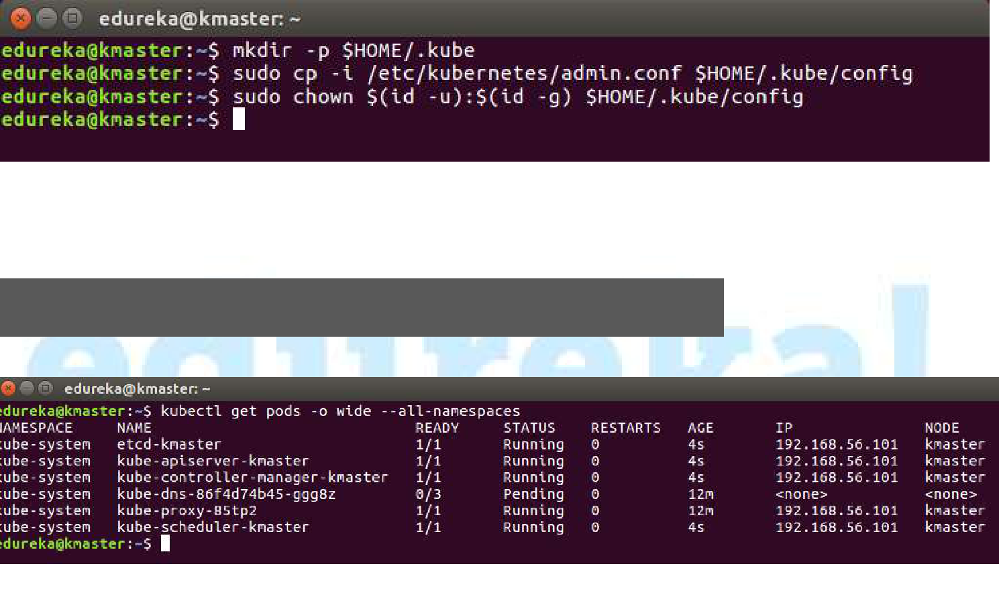 edureka@kmaster: ~
edureka@kmaster:~$ mkdir -p $HOME/.kube
edureka@kmaster:~$ sudo cp -i /etc/kubernetes/admin.conf $HOME/.kube/config
edureka@kmaster:~$ sudo chown $(id -u):$(id -g) $HOME/.kube/config
edureka@kmaster:~$
edureka!
edureka@kmaster: ~
edureka@kmaster:~$ kubectl get pods -o wide --all-namespaces
NAMESPACE NAME READY STATUS RESTARTS AGE IP NODE
kube-system etcd-kmaster 1/1 Running 0 4s 192.168.56.101 kmaster
kube-system kube-apiserver-kmaster 1/1 Running 0 4s 192.168.56.101 kmaster
kube-system kube-controller-manager-kmaster 1/1 Running 0 4s 192.168.56.101 kmaster
kube-system kube-dns-86f4d74b45-ggg8z 0/3 Pending 0 12m <none> <none>
kube-system kube-proxy-85tp2 1/1 Running 0 12m 192.168.56.101 kmaster
kube-system kube-scheduler-kmaster 1/1 Running 0 4s 192.168.56.101 kmaster
edureka@kmaster:~$